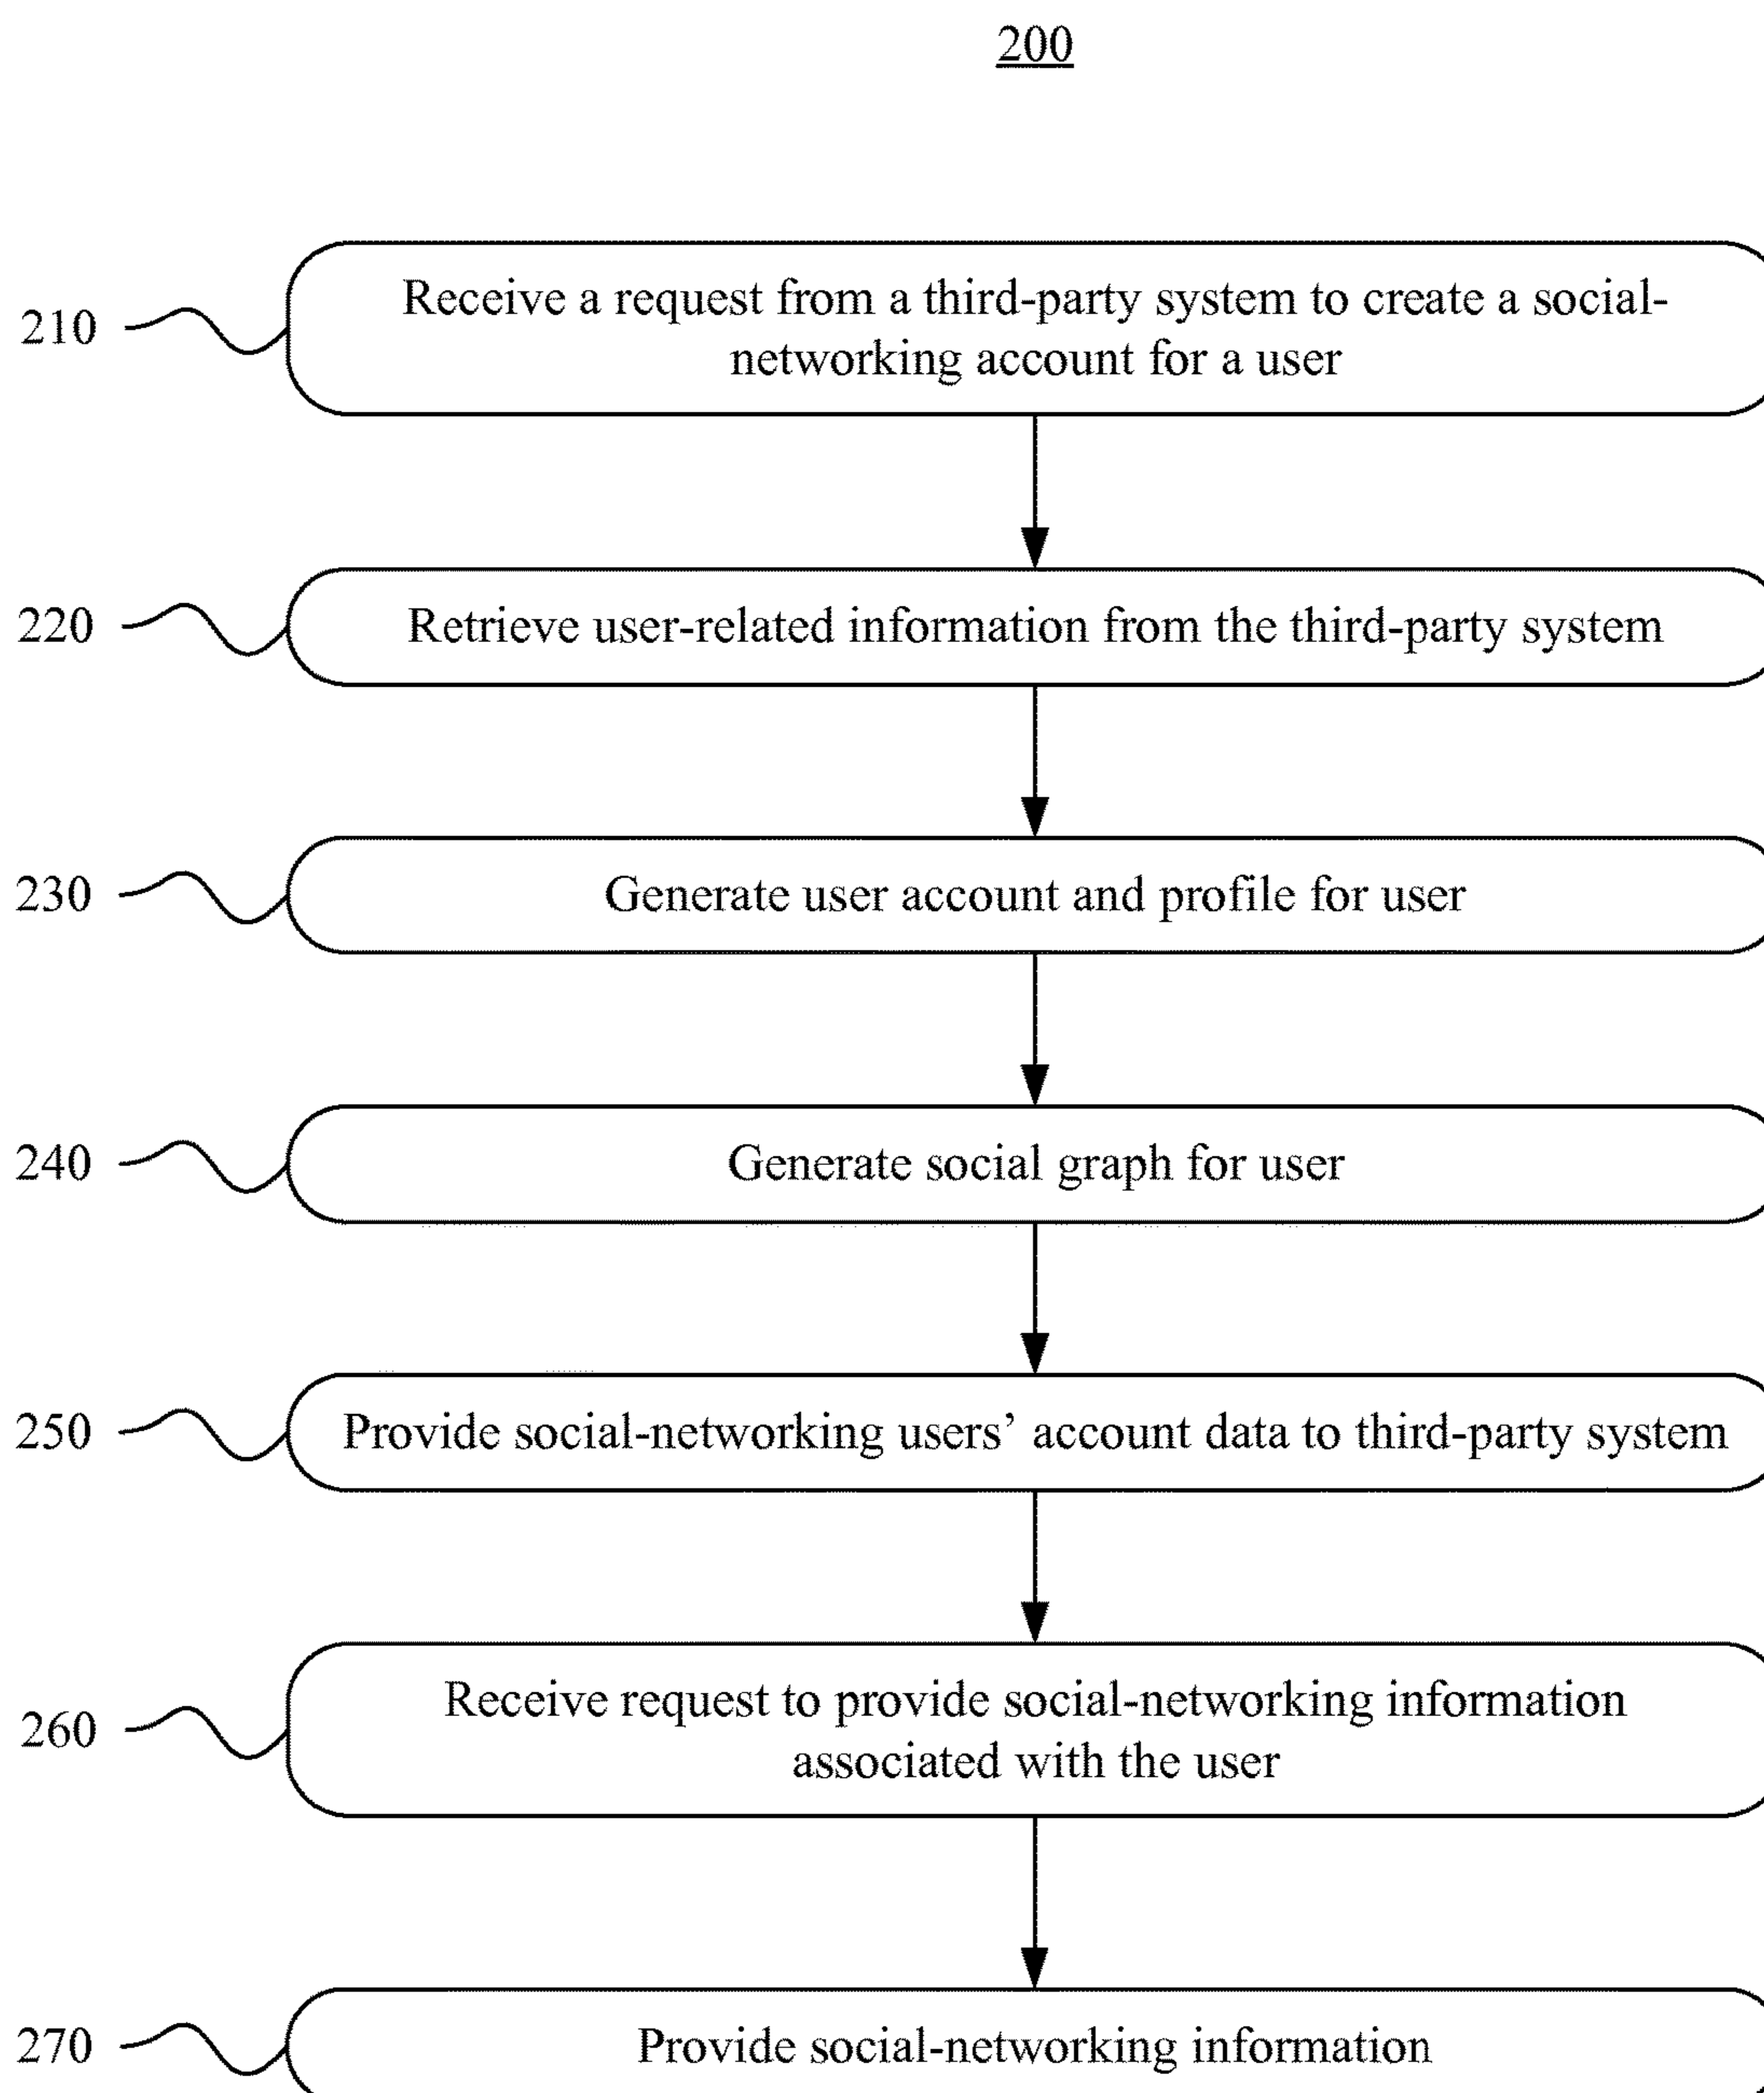 200
210
Receive a request from a third-party system to create a social-
networking account for a user
220
Retrieve user-related information from the third-party system
230
Generate user account and profile for user
240
Generate social graph for user
250
Provide social-networking users’ account data to third-party system
260
Receive request to provide social-networking information
associated with the user
270
Provide social-networking information